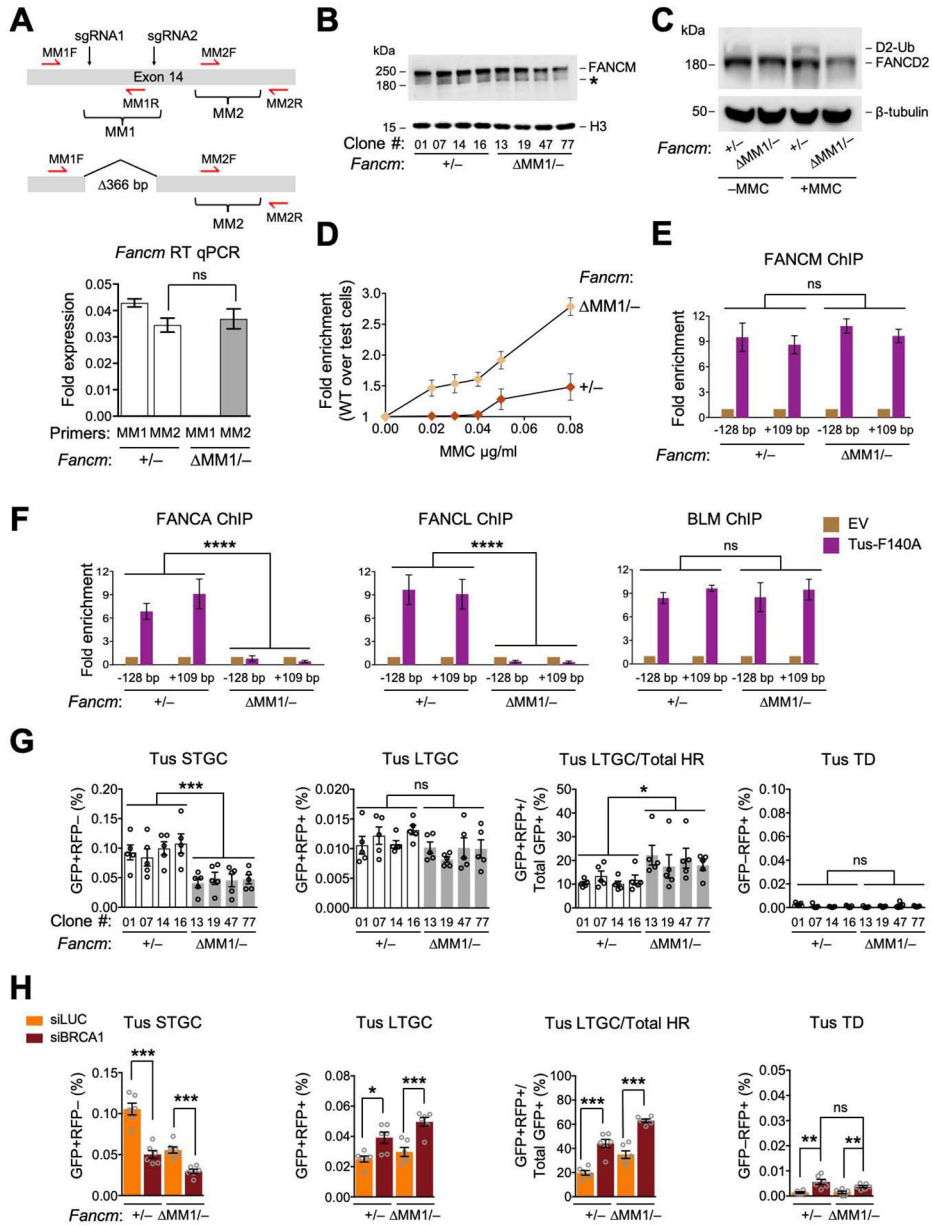 A
sgRNA1 sgRNA2
MM1F MM2F
Exon 14
MM1R MM2R
MM1 MM2
MM1F MM2F
Δ366 bp
MM2 MM2R
Fancm RT qPCR
ns
0.05
0.04
0.03
0.02
0.01
0.00
Fold expression
Primers: MM1 MM2 MM1 MM2
Fancm: +/– ΔMM1/–
B
kDa
250 – – FANCM
180 – – *
15 – – H3
Clone #: 01 07 14 16 13 19 47 77
Fancm: +/– ΔMM1/–
C
kDa
– D2-Ub
180 – – FANCD2
50 – – β-tubulin
Fancm: +/– ΔMM1/– +/– ΔMM1/–
–MMC +MMC
D
Fancm:
ΔMM1/–
+/–
3.0
2.5
2.0
1.5
1
Fold enrichment
(WT over test cells)
0.00 0.02 0.04 0.06 0.08
MMC µg/ml
E
FANCM ChIP
ns
12
9
6
3
0
Fold enrichment
-128 bp +109 bp -128 bp +109 bp
Fancm: +/– ΔMM1/–
F
FANCA ChIP FANCL ChIP BLM ChIP
EV
Tus-F140A
**** **** ns
12 12 12
9 9 9
6 6 6
3 3 3
0 0 0
Fold enrichment
-128 bp +109 bp -128 bp +109 bp -128 bp +109 bp -128 bp +109 bp -128 bp +109 bp -128 bp +109 bp
Fancm: +/– ΔMM1/– +/– ΔMM1/– +/– ΔMM1/–
G
Tus STGC Tus LTGC Tus LTGC/Total HR Tus TD
*** ns * ns
GFP+RFP– (%)
0.20
0.15
0.10
0.05
0.00
GFP+RFP+ (%)
0.020
0.015
0.010
0.005
0.000
GFP+RFP+/
Total GFP+ (%)
50
40
30
20
10
0
GFP–RFP+ (%)
0.10
0.08
0.06
0.04
0.02
0.00
Clone #: 01 07 14 16 13 19 47 77 01 07 14 16 13 19 47 77 01 07 14 16 13 19 47 77 01 07 14 16 13 19 47 77
Fancm: +/– ΔMM1/– +/– ΔMM1/– +/– ΔMM1/– +/– ΔMM1/–
H
siLUC
siBRCA1
Tus STGC Tus LTGC Tus LTGC/Total HR Tus TD
*** *** * *** *** *** ** ** ns
GFP+RFP– (%)
0.15
0.10
0.05
0.00
GFP+RFP+ (%)
0.08
0.06
0.04
0.02
0.00
GFP+RFP+/
Total GFP+ (%)
100
80
60
40
20
0
GFP–RFP+ (%)
0.05
0.04
0.03
0.02
0.01
0.00
Fancm: +/– ΔMM1/– +/– ΔMM1/– +/– ΔMM1/– +/– ΔMM1/–